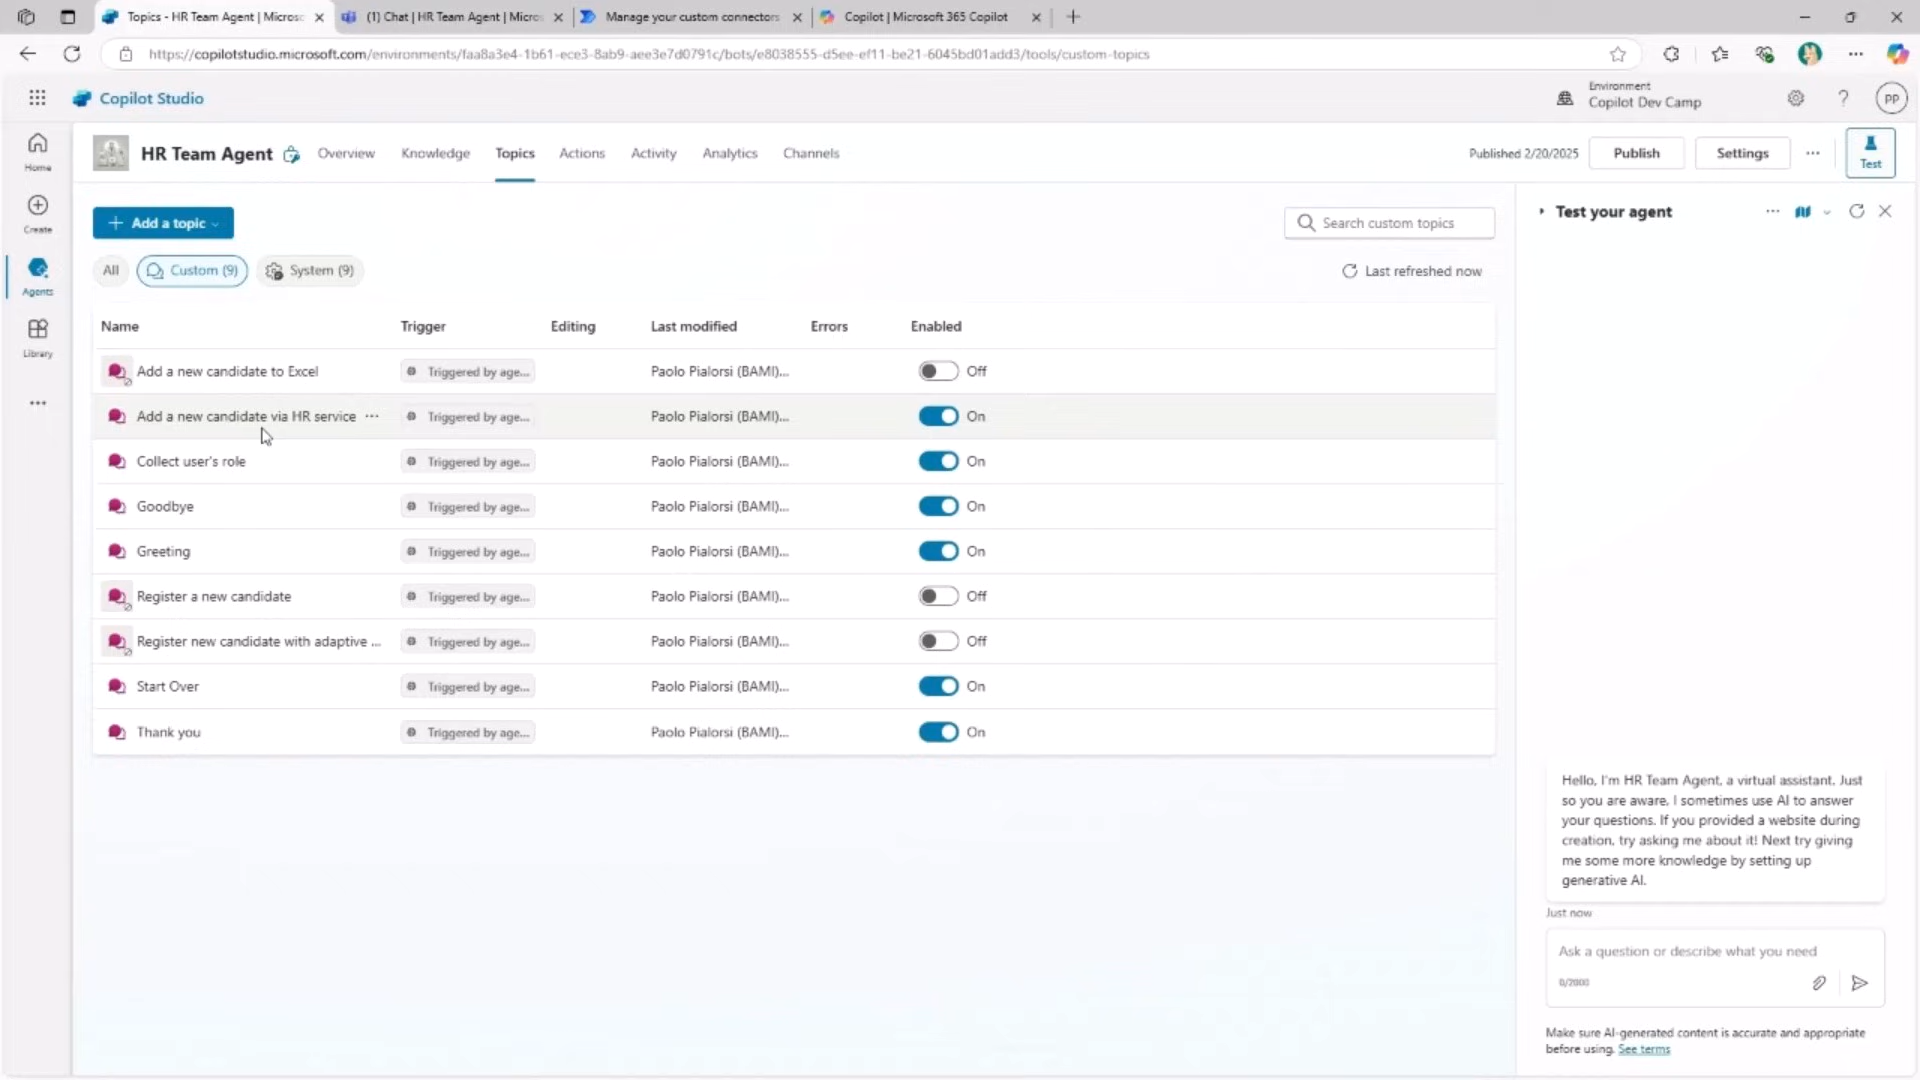 Topics - HR Team Agent | Microsc
(1) Chat | HR Team Agent | Micros
Manage your custom connectors
Copilot | Microsoft 365 Copilot
https://copilotstudio.microsoft.com/environments/faa8a3e4-1b61-ece3-8ab9-aee3e7d0791c/bots/e8038555-d5ee-ef11-be21-6045bd01add3/tools/custom-topics
Copilot Studio
Environment
Copilot Dev Camp
PP
Home
Create
Agents
Library
HR Team Agent
Overview
Knowledge
Topics
Actions
Activity
Analytics
Channels
Published 2/20/2025
Publish
Settings
Test
Add a topic
Search custom topics
All
Custom (9)
System (9)
Last refreshed now
Name Trigger Editing Last modified Errors Enabled
Add a new candidate to Excel Triggered by age... Paolo Pialorsi (BAMI)... Off
Add a new candidate via HR service ... Triggered by age... Paolo Pialorsi (BAMI)... On
Collect user's role Triggered by age... Paolo Pialorsi (BAMI)... On
Goodbye Triggered by age... Paolo Pialorsi (BAMI)... On
Greeting Triggered by age... Paolo Pialorsi (BAMI)... On
Register a new candidate Triggered by age... Paolo Pialorsi (BAMI)... Off
Register new candidate with adaptive ... Triggered by age... Paolo Pialorsi (BAMI)... Off
Start Over Triggered by age... Paolo Pialorsi (BAMI)... On
Thank you Triggered by age... Paolo Pialorsi (BAMI)... On
Test your agent
Hello, I'm HR Team Agent, a virtual assistant. Just
so you are aware, I sometimes use AI to answer
your questions. If you provided a website during
creation, try asking me about it! Next try giving
me some more knowledge by setting up
generative AI.
Just now
Ask a question or describe what you need
0/2000
Make sure AI-generated content is accurate and appropriate
before using. See terms